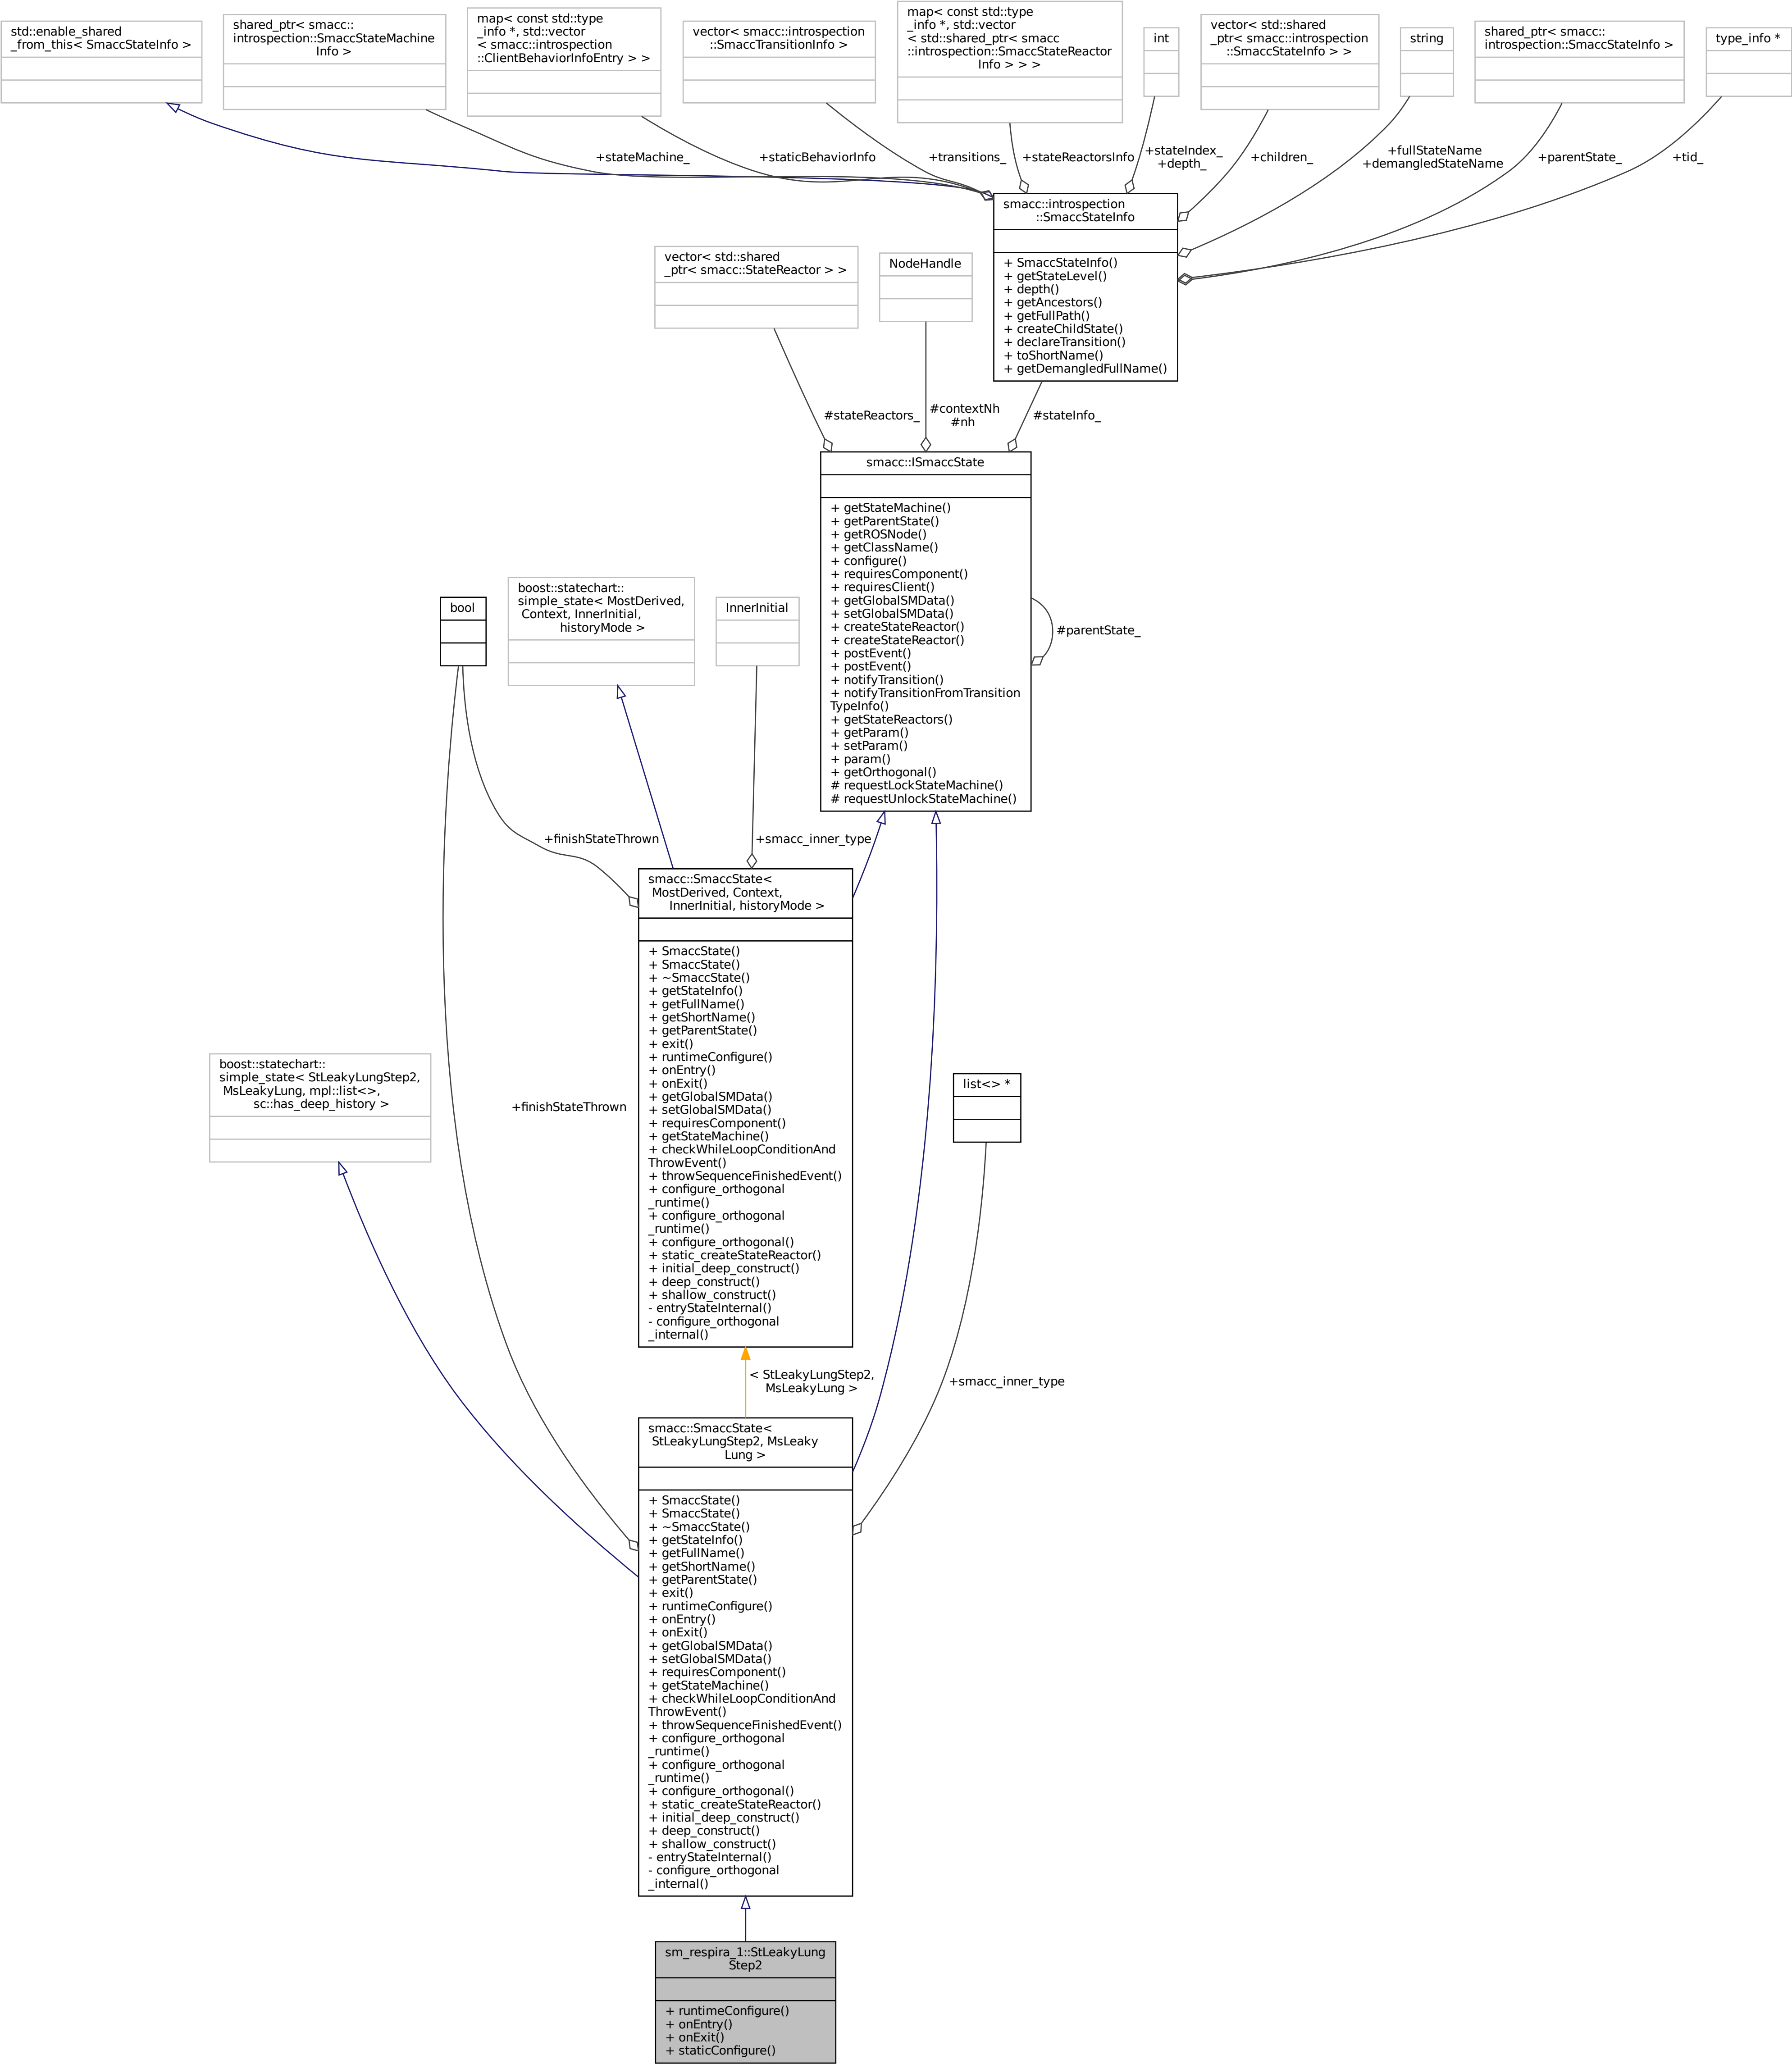 std::enable_shared
_from_this< SmaccStateInfo >
shared_ptr< smacc::
introspection::SmaccStateMachine
Info >
map< const std::type
_info *, std::vector
< smacc::introspection
::ClientBehaviorInfoEntry > >
vector< smacc::introspection
::SmaccTransitionInfo >
map< const std::type
_info *, std::vector
< std::shared_ptr< smacc
::introspection::SmaccStateReactor
Info > > >
int
vector< std::shared
_ptr< smacc::introspection
::SmaccStateInfo > >
string
shared_ptr< smacc::
introspection::SmaccStateInfo >
type_info *
+stateMachine_
+staticBehaviorInfo
+transitions_
+stateReactorsInfo
+stateIndex_
+depth_
+children_
+fullStateName
+demangledStateName
+parentState_
+tid_
smacc::introspection
::SmaccStateInfo
+ SmaccStateInfo()
+ getStateLevel()
+ depth()
+ getAncestors()
+ getFullPath()
+ createChildState()
+ declareTransition()
+ toShortName()
+ getDemangledFullName()
vector< std::shared
_ptr< smacc::StateReactor > >
NodeHandle
#stateReactors_
#contextNh
#nh
#stateInfo_
smacc::ISmaccState
+ getStateMachine()
+ getParentState()
+ getROSNode()
+ getClassName()
+ configure()
+ requiresComponent()
+ requiresClient()
+ getGlobalSMData()
+ setGlobalSMData()
+ createStateReactor()
+ createStateReactor()
+ postEvent()
+ postEvent()
+ notifyTransition()
+ notifyTransitionFromTransition
TypeInfo()
+ getStateReactors()
+ getParam()
+ setParam()
+ param()
+ getOrthogonal()
# requestLockStateMachine()
# requestUnlockStateMachine()
#parentState_
bool
boost::statechart::
simple_state< MostDerived,
Context, InnerInitial,
historyMode >
InnerInitial
+finishStateThrown
+smacc_inner_type
smacc::SmaccState<
MostDerived, Context,
InnerInitial, historyMode >
+ SmaccState()
+ SmaccState()
+ ~SmaccState()
+ getStateInfo()
+ getFullName()
+ getShortName()
+ getParentState()
+ exit()
+ runtimeConfigure()
+ onEntry()
+ onExit()
+ getGlobalSMData()
+ setGlobalSMData()
+ requiresComponent()
+ getStateMachine()
+ checkWhileLoopConditionAnd
ThrowEvent()
+ throwSequenceFinishedEvent()
+ configure_orthogonal
_runtime()
+ configure_orthogonal
_runtime()
+ configure_orthogonal()
+ static_createStateReactor()
+ initial_deep_construct()
+ deep_construct()
+ shallow_construct()
- entryStateInternal()
- configure_orthogonal
_internal()
boost::statechart::
simple_state< StLeakyLungStep2,
MsLeakyLung, mpl::list<>,
sc::has_deep_history >
+finishStateThrown
list<> *
< StLeakyLungStep2,
MsLeakyLung >
+smacc_inner_type
smacc::SmaccState<
StLeakyLungStep2, MsLeaky
Lung >
+ SmaccState()
+ SmaccState()
+ ~SmaccState()
+ getStateInfo()
+ getFullName()
+ getShortName()
+ getParentState()
+ exit()
+ runtimeConfigure()
+ onEntry()
+ onExit()
+ getGlobalSMData()
+ setGlobalSMData()
+ requiresComponent()
+ getStateMachine()
+ checkWhileLoopConditionAnd
ThrowEvent()
+ throwSequenceFinishedEvent()
+ configure_orthogonal
_runtime()
+ configure_orthogonal
_runtime()
+ configure_orthogonal()
+ static_createStateReactor()
+ initial_deep_construct()
+ deep_construct()
+ shallow_construct()
- entryStateInternal()
- configure_orthogonal
_internal()
sm_respira_1::StLeakyLung
Step2
+ runtimeConfigure()
+ onEntry()
+ onExit()
+ staticConfigure()